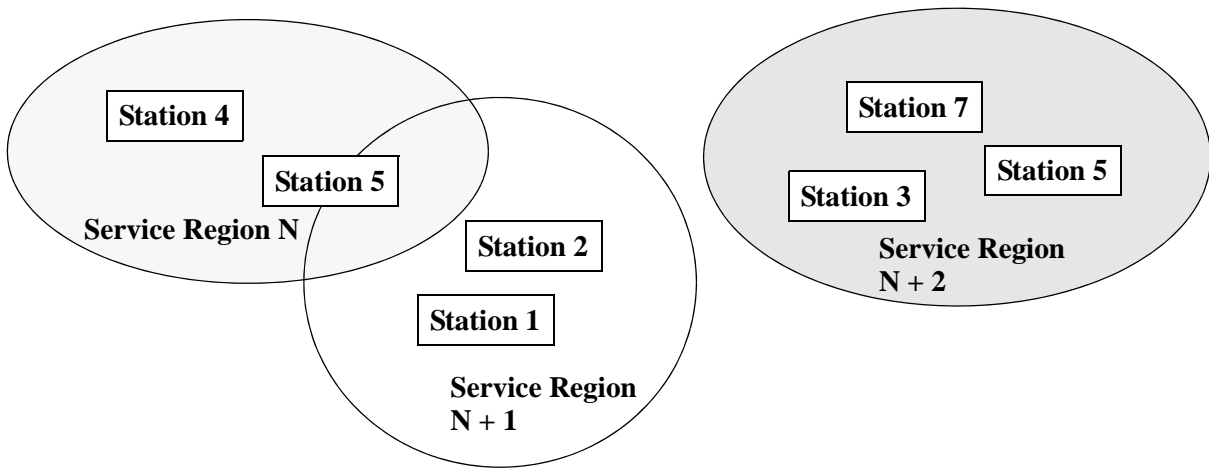 Station 4
Station 5
Service Region N
Station 2
Station 1
Service Region
N + 1
Station 7
Station 5
Station 3
Service Region
N + 2